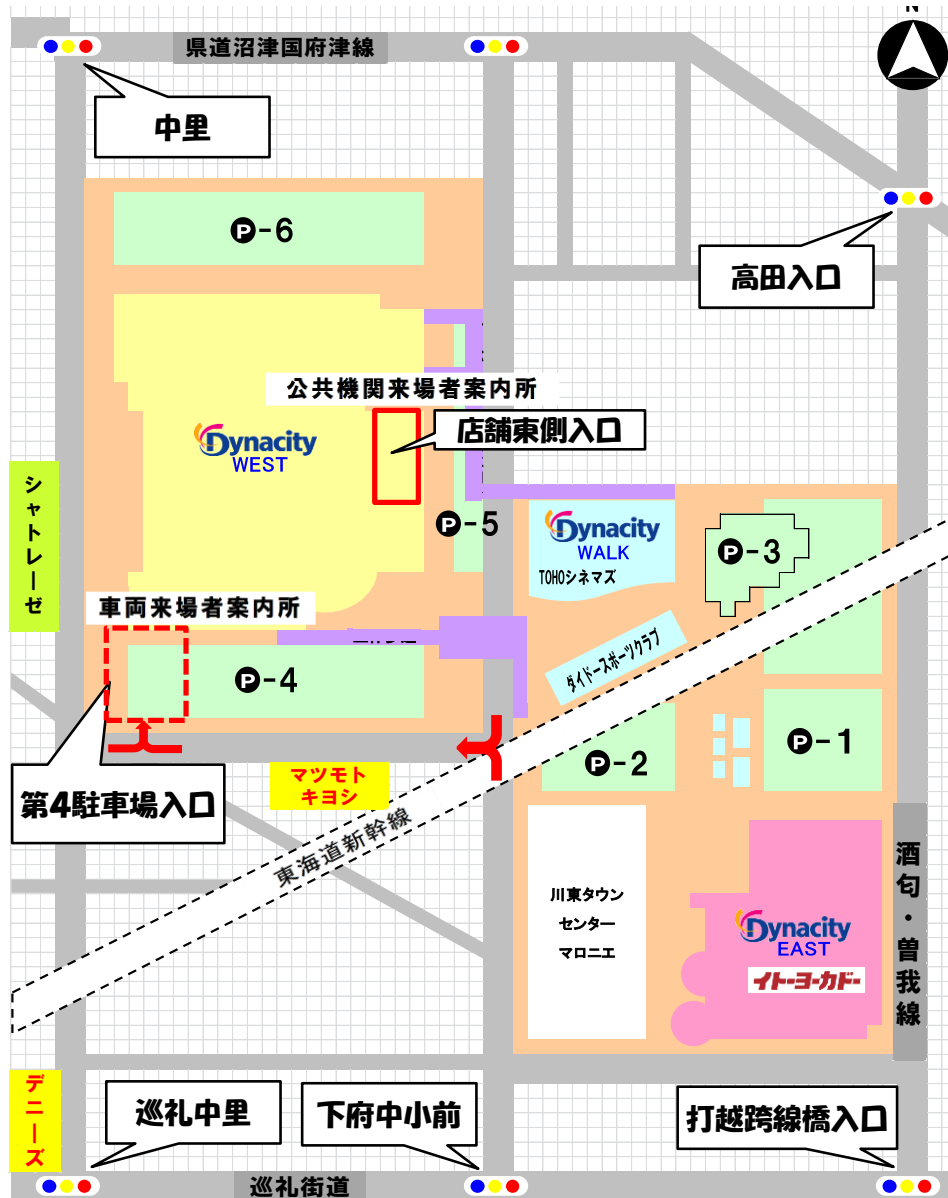 N
県道沼津国府津線
中里
P-6
高田入口
公共機関来場者案内所
店舗東側入口
Dynacity
WEST
シャトレーゼ
P-5
Dynacity
WALK
TOHOシネマズ
P-3
車両来場者案内所
ダイドースポーツクラブ
P-4
P-1
P-2
マツモト
キヨシ
第4駐車場入口
東海道新幹線
酒匂・曽我線
川東タウン
センター
マロニエ
Dynacity
EAST
イトーヨーカドー
デニーズ
巡礼中里
下府中小前
打越跨線橋入口
巡礼街道